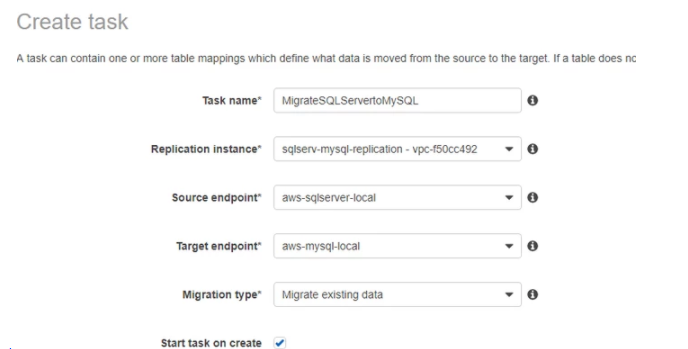 Create task
A task can contain one or more table mappings which define what data is moved from the source to the target. If a table does nc
Task name* MigrateSQLServertoMySQL
Replication instance* sqlserv-mysql-replication - vpc-f50cc492
Source endpoint* aws-sqlserver-local
Target endpoint* aws-mysql-local
Migration type* Migrate existing data
Start task on create